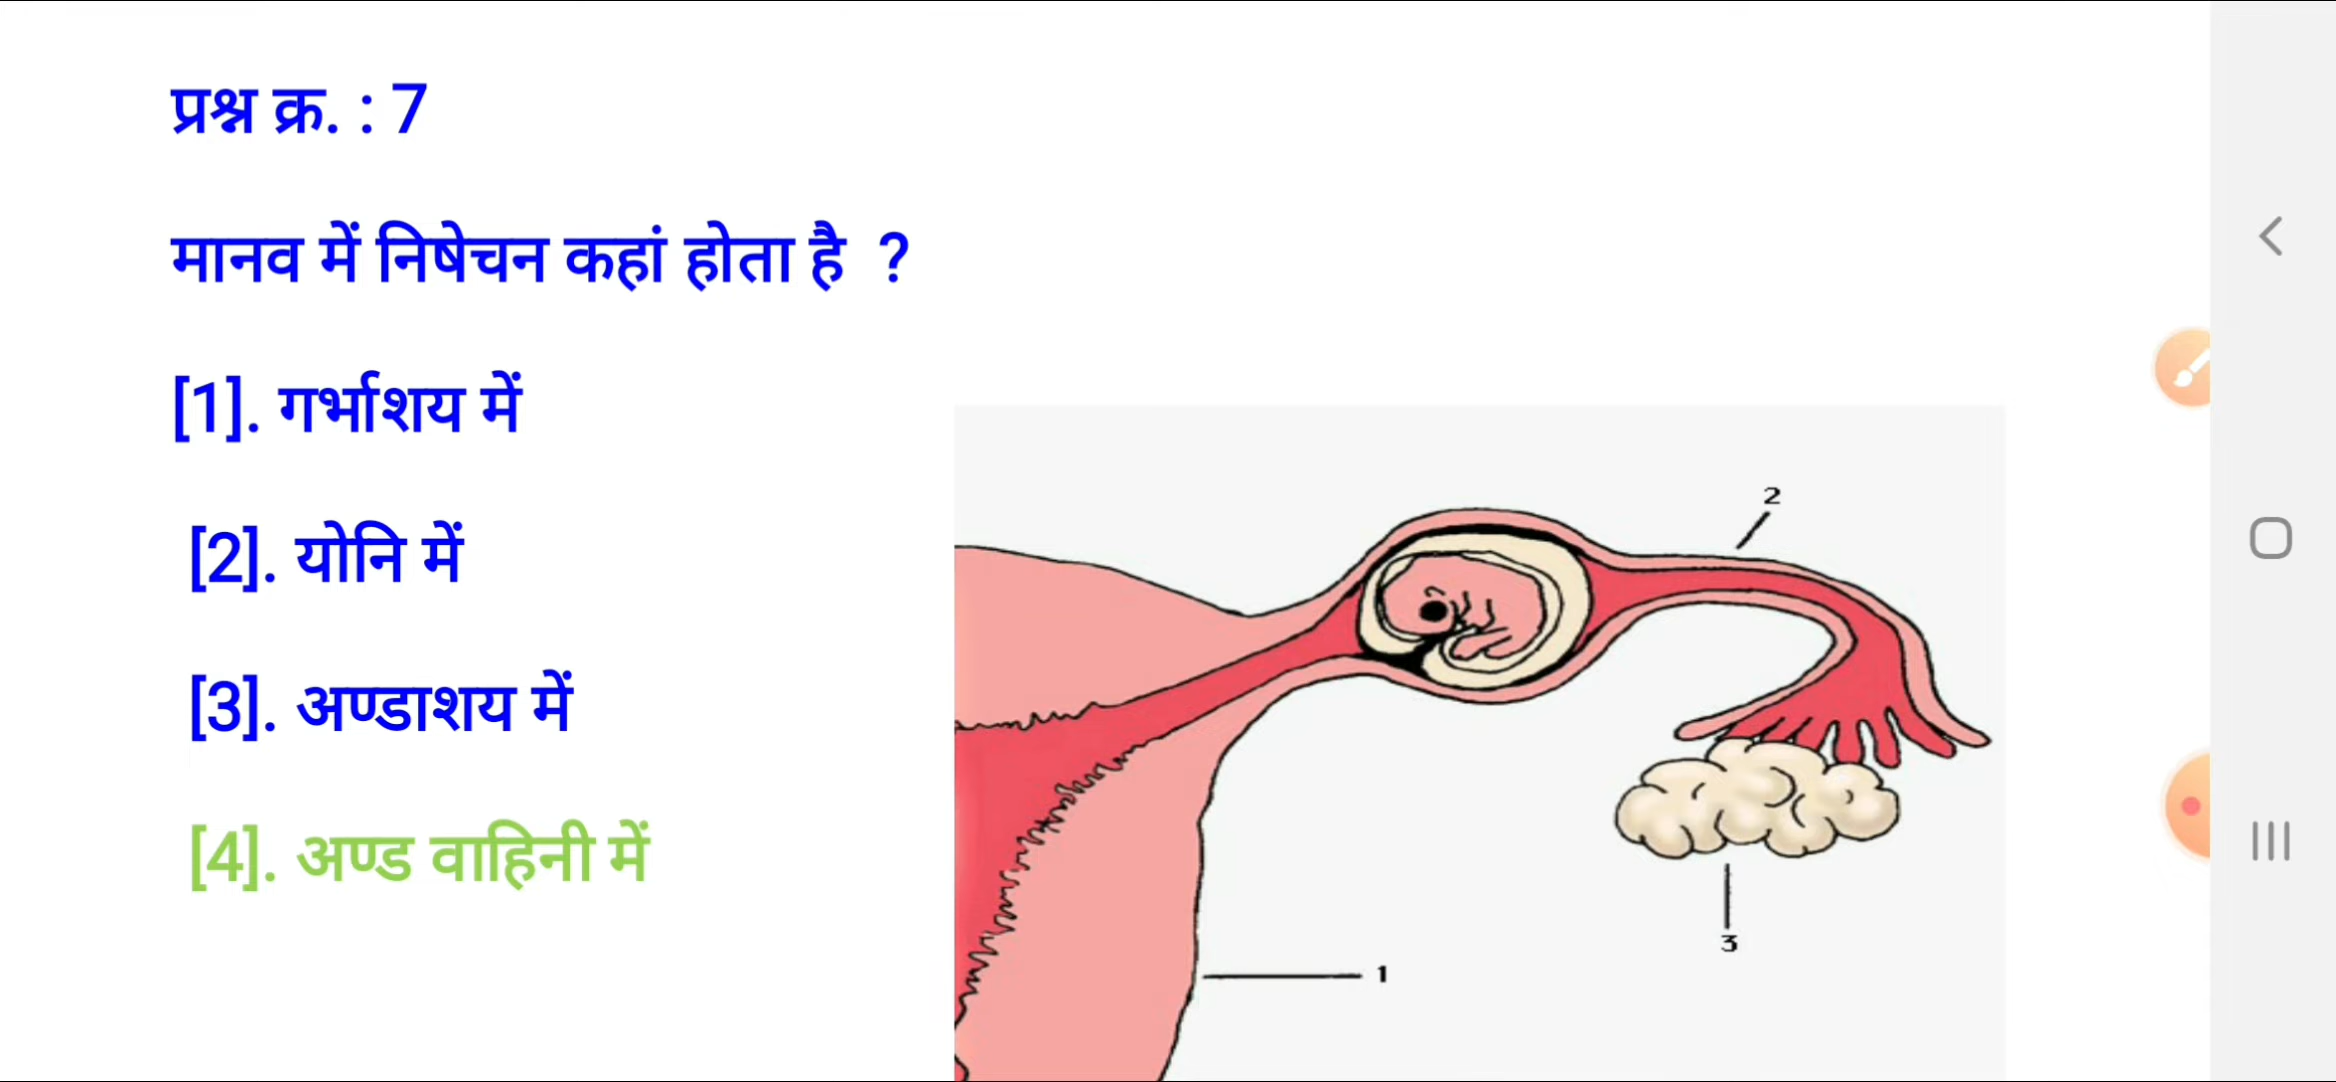 प्रश्न क्र. : 7
मानव में निषेचन कहां होता है ?
[1]. गर्भाशय में
[2]. योनि में
[3]. अण्डाशय में
[4]. अण्ड वाहिनी में
2
3
1